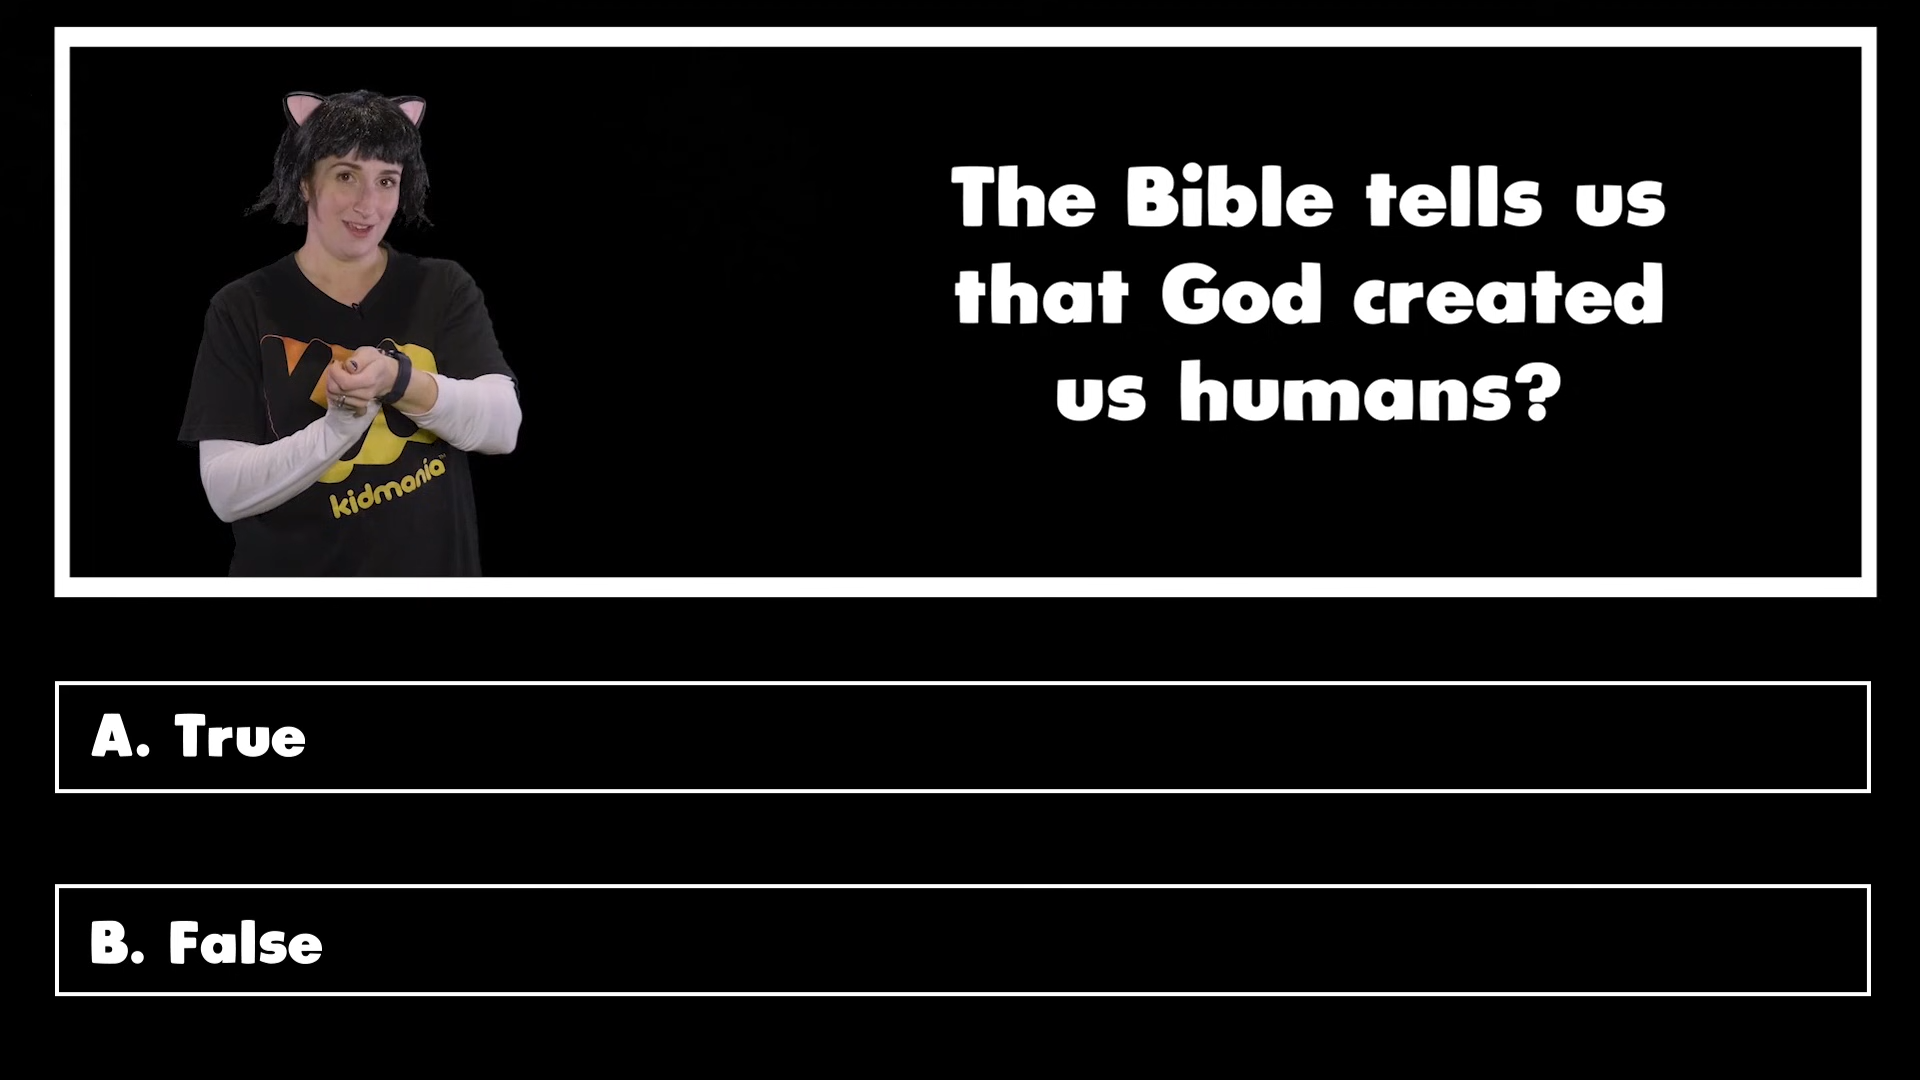 The Bible tells us
that God created
us humans?
kidmania
A. True
B. False